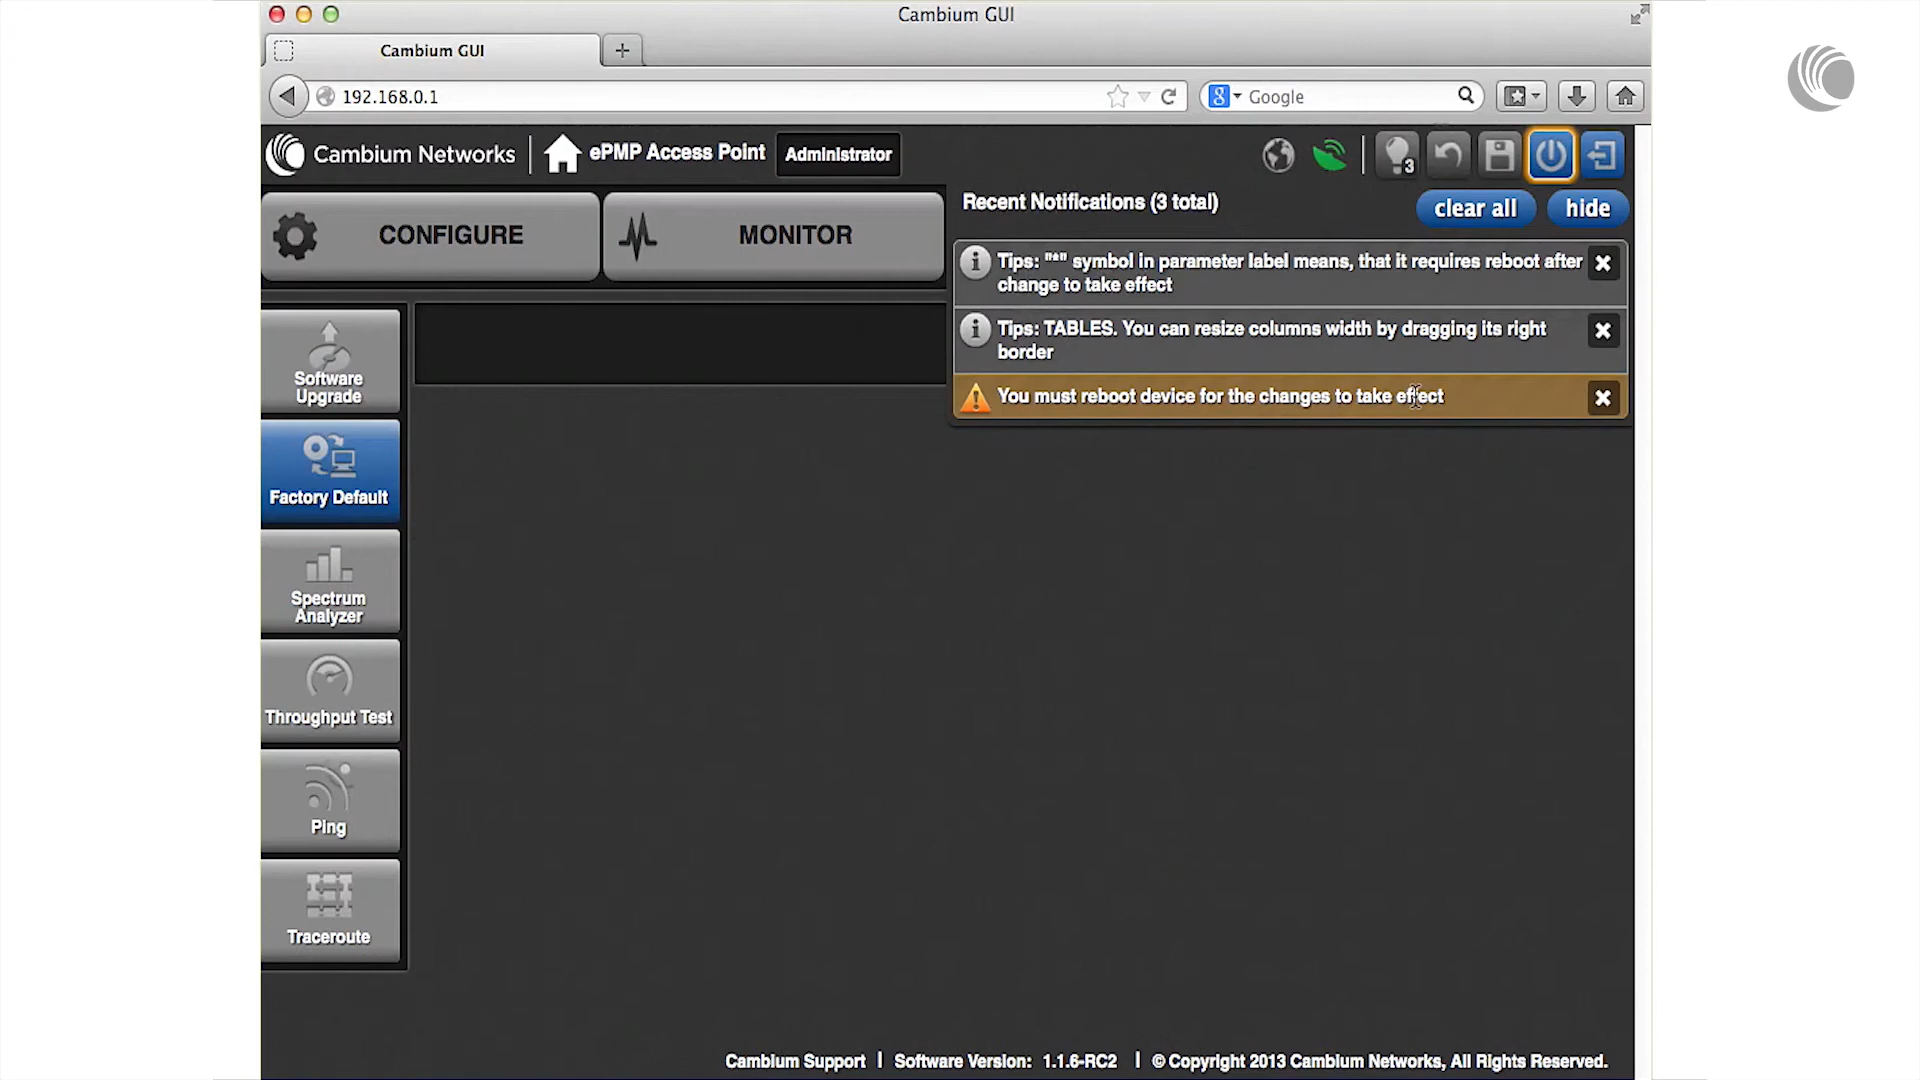 Cambium GUI
Cambium GUI
192.168.0.1
Google
Cambium Networks
ePMP Access Point
Administrator
3
Recent Notifications (3 total)
clear all
hide
CONFIGURE
MONITOR
Tips: "*" symbol in parameter label means, that it requires reboot after
change to take effect
Tips: TABLES. You can resize columns width by dragging its right
border
You must reboot device for the changes to take effect
Software
Upgrade
Factory Default
Spectrum
Analyzer
Throughput Test
Ping
Traceroute
Cambium Support | Software Version: 1.1.6-RC2 | © Copyright 2013 Cambium Networks, All Rights Reserved.